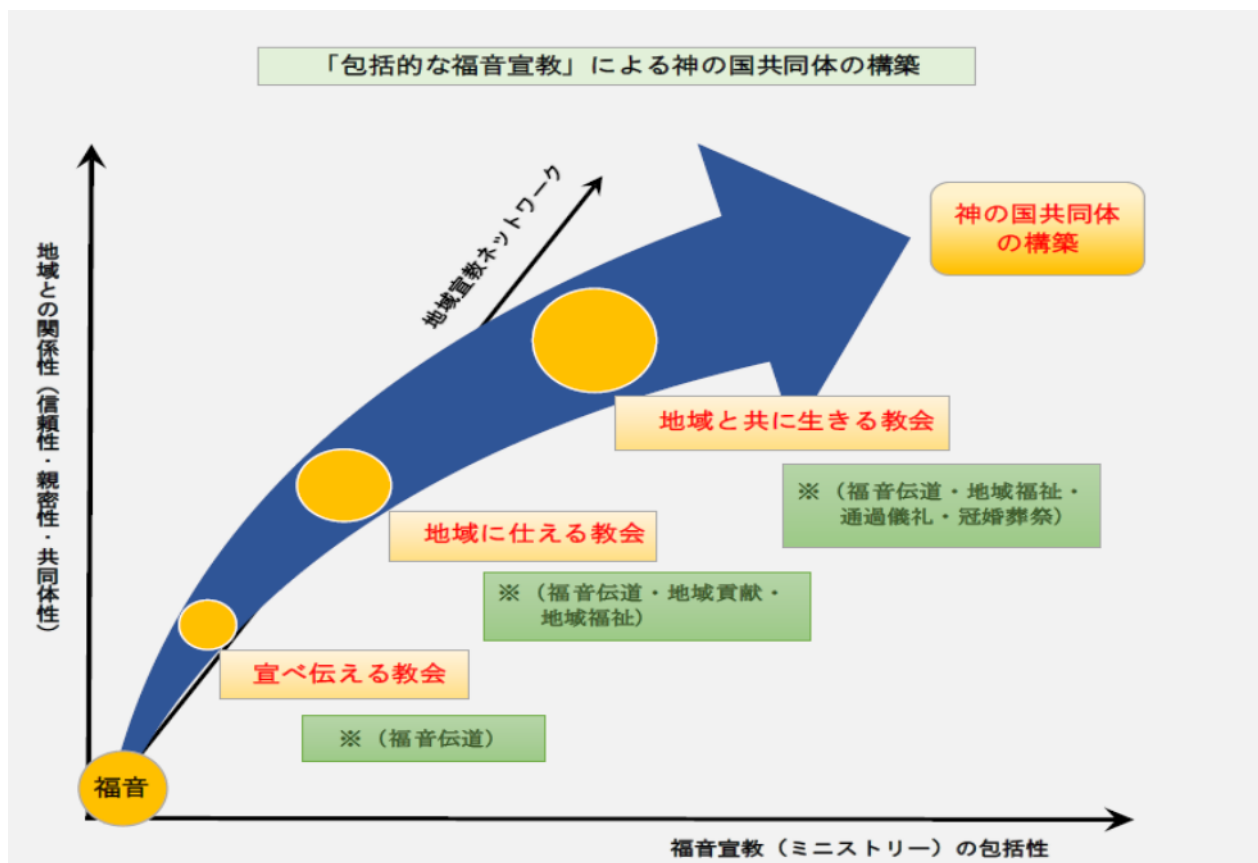 「包括的な福音宣教」による神の国共同体の構築
地域との関係性（信頼性・親密性・共同体性）
地域宣教ネットワーク
神の国共同体
の構築
地域と共に生きる教会
※（福音伝道・地域福祉・
通過儀礼・冠婚葬祭）
地域に仕える教会
※（福音伝道・地域貢献・
地域福祉）
宣べ伝える教会
※（福音伝道）
福音
福音宣教（ミニストリー）の包括性